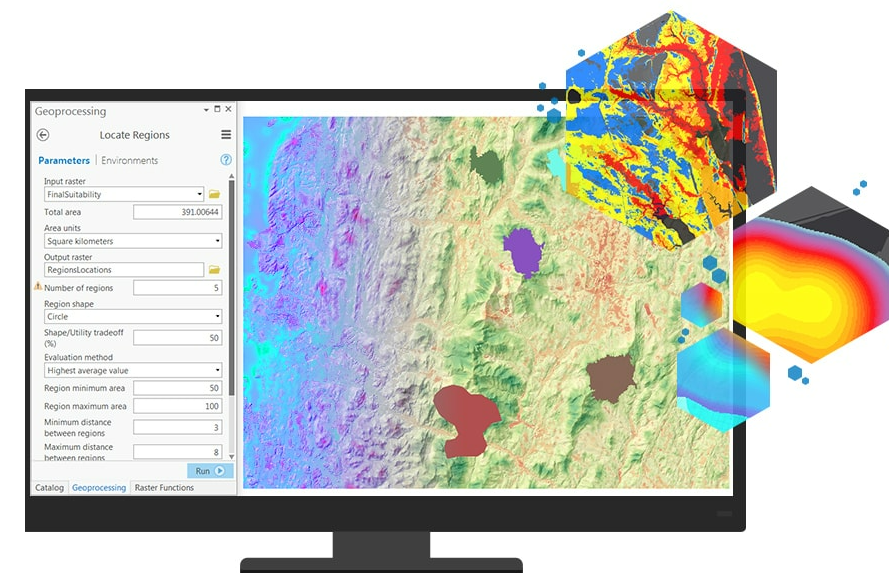 Geoprocessing
Locate Regions
Parameters | Environments
Input raster
FinalSuitability
Total area 391.00644
Area units
Square kilometers
Output raster
RegionsLocations
Number of regions 5
Region shape
Circle
Shape/Utility tradeoff
(%) 50
Evaluation method
Highest average value
Region minimum area 50
Region maximum area 100
Minimum distance
between regions 3
Maximum distance
between regions 8
Run
Catalog Geoprocessing Raster Functions